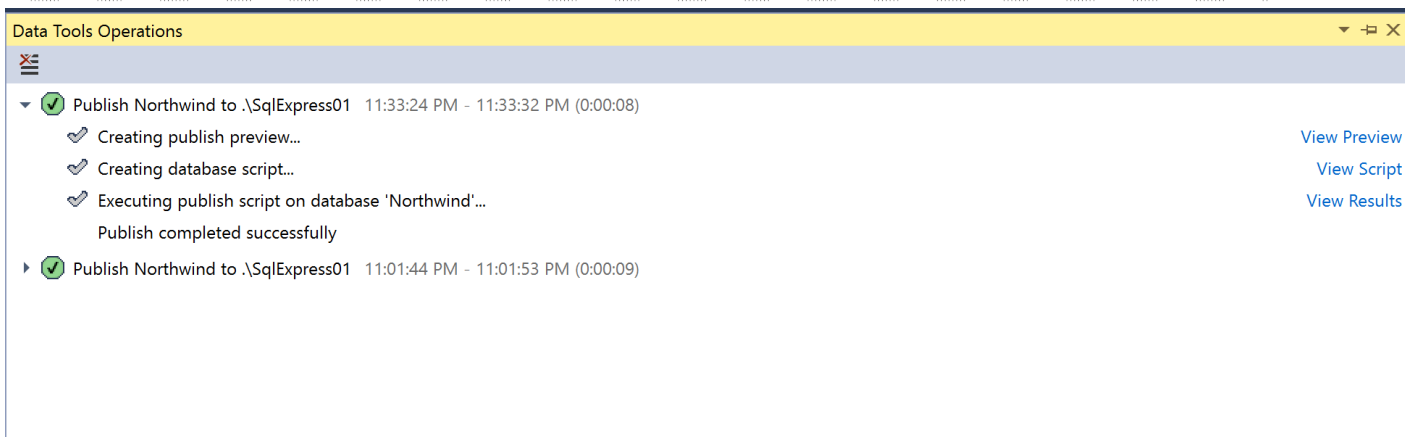 Data Tools Operations
Publish Northwind to .\SqlExpress01 11:33:24 PM - 11:33:32 PM (0:00:08)
Creating publish preview... View Preview
Creating database script... View Script
Executing publish script on database 'Northwind'... View Results
Publish completed successfully
Publish Northwind to .\SqlExpress01 11:01:44 PM - 11:01:53 PM (0:00:09)